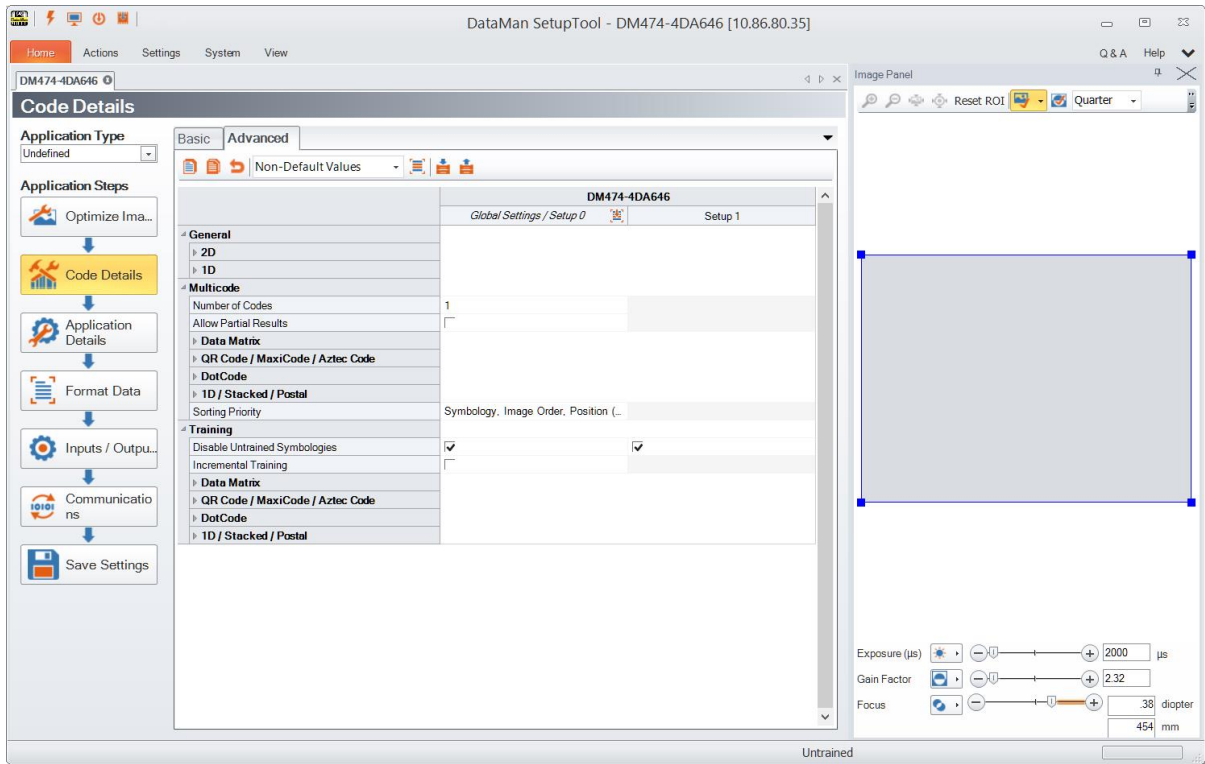 DataMan SetupTool - DM474-4DA646 [10.86.80.35]
Home Actions Settings System View Q & A Help
DM474-4DA646
Code Details
Application Type
Undefined
Application Steps
Optimize Ima...
Code Details
Application
Details
Format Data
Inputs / Outpu...
Communicatio
ns
Save Settings
Basic Advanced
Non-Default Values
DM474-4DA646
Global Settings / Setup 0 Setup 1
General
2D
1D
Multicode
Number of Codes 1
Allow Partial Results
Data Matrix
QR Code / MaxiCode / Aztec Code
DotCode
1D / Stacked / Postal
Sorting Priority Symbology, Image Order, Position (...
Training
Disable Untrained Symbologies
Incremental Training
Data Matrix
QR Code / MaxiCode / Aztec Code
DotCode
1D / Stacked / Postal
Image Panel
Reset ROI Quarter
Exposure (µs) 2000 µs
Gain Factor 2.32
Focus .38 diopter
454 mm
Untrained